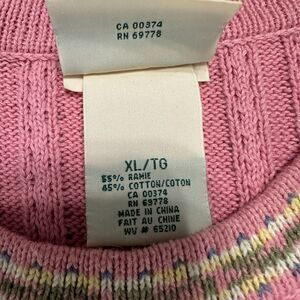 CA 00374
RN 69778
XL/TG
55% RAMIE
45% COTTON/COTON
CA 00374
RN 69778
MADE IN CHINA
FAIT AU CHINE
WV # 65210